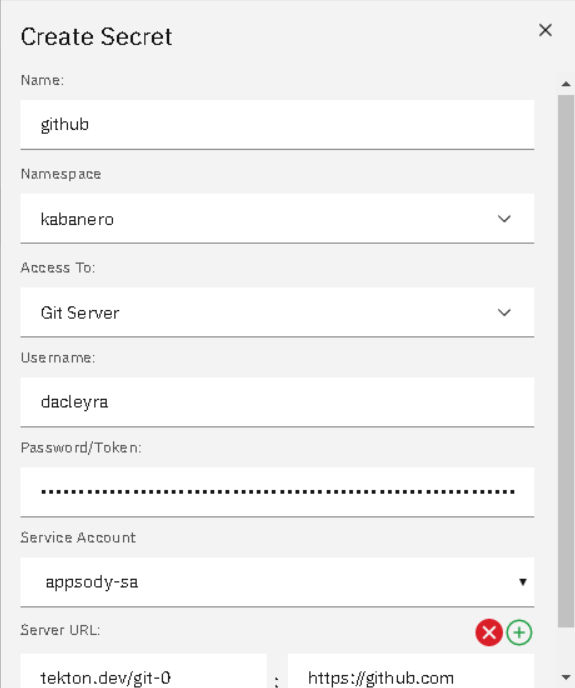 Create Secret
Name:
github
Namespace
kabanero
Access To:
Git Server
Username:
dacleyra
Password/Token:
Service Account
appsody-sa
Server URL:
tekton.dev/git-0 : https://github.com